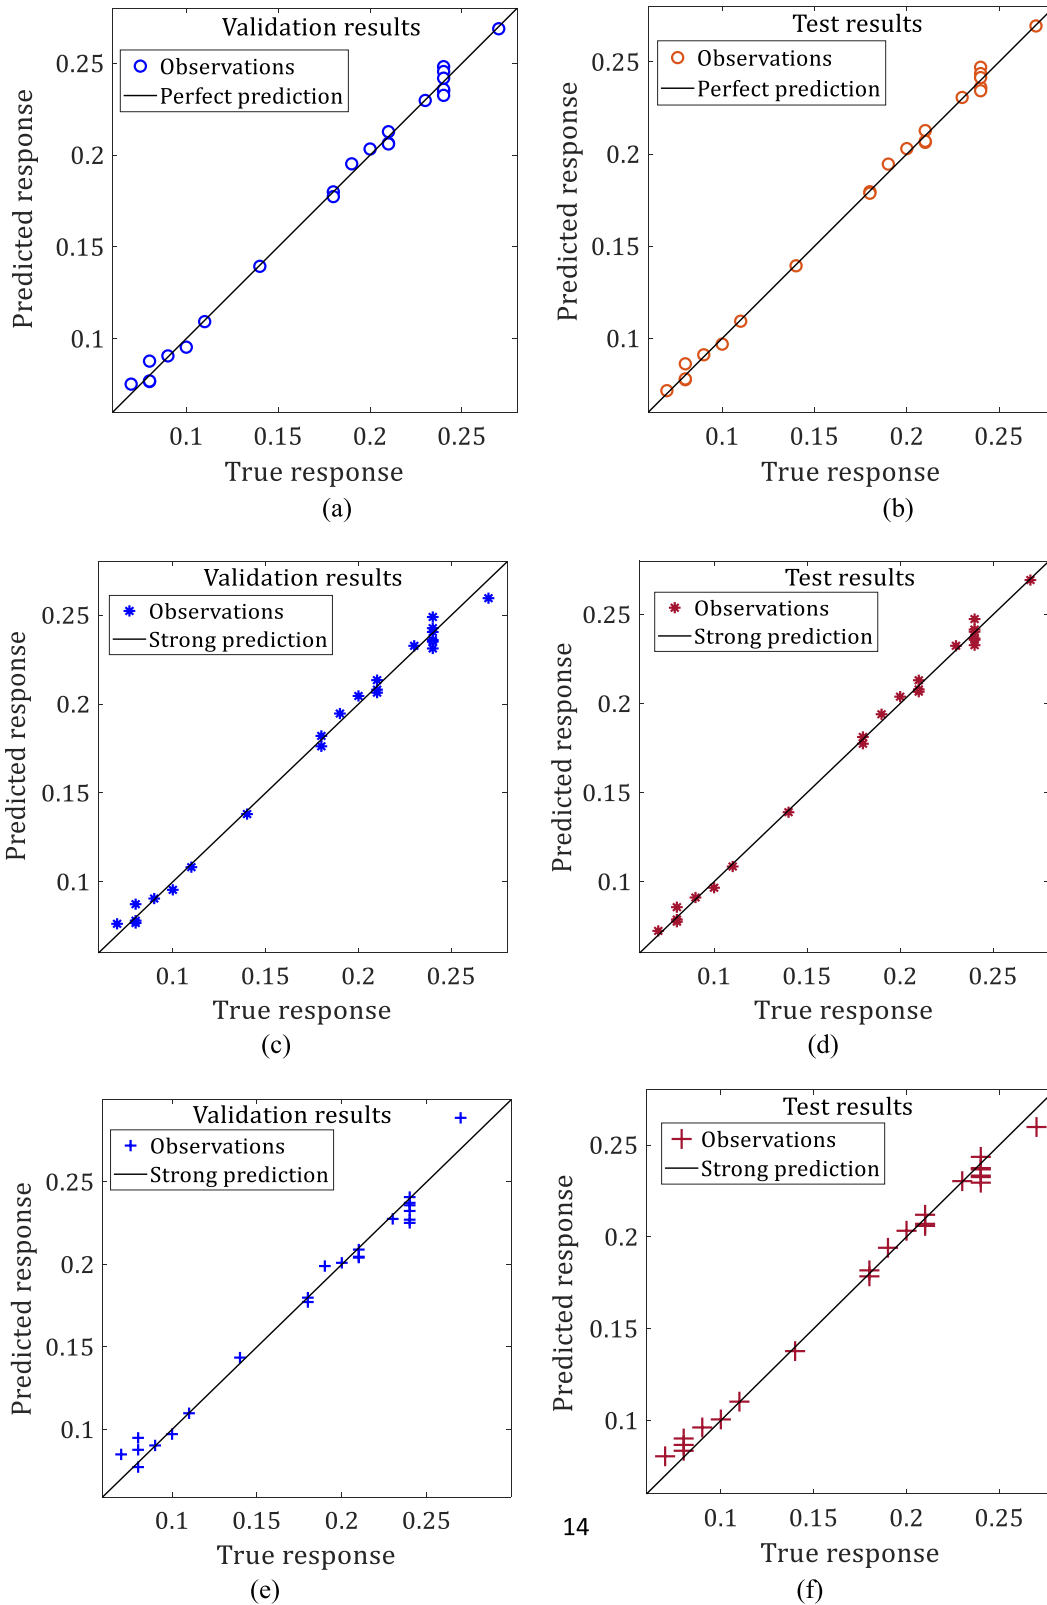 Validation results
Observations
Perfect prediction
Predicted response
0.25
0.2
0.15
0.1
0.1 0.15 0.2 0.25
True response
(a)
Test results
Observations
Perfect prediction
Predicted response
0.25
0.2
0.15
0.1
0.1 0.15 0.2 0.25
True response
(b)
Validation results
Observations
Strong prediction
Predicted response
0.25
0.2
0.15
0.1
0.1 0.15 0.2 0.25
True response
(c)
Test results
Observations
Strong prediction
Predicted response
0.25
0.2
0.15
0.1
0.1 0.15 0.2 0.25
True response
(d)
Validation results
Observations
Strong prediction
Predicted response
0.25
0.2
0.15
0.1
0.1 0.15 0.2 0.25
True response
(e)
Test results
Observations
Strong prediction
Predicted response
0.25
0.2
0.15
0.1
0.1 0.15 0.2 0.25
True response
(f)
14